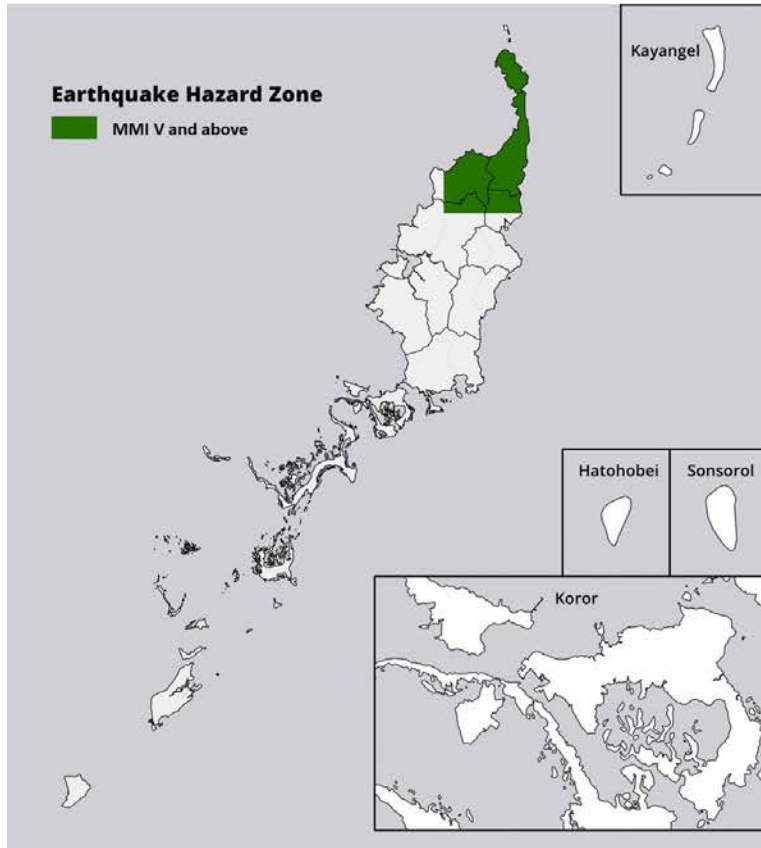 Kayangel
Earthquake Hazard Zone
MMI V and above
Hatohobei
Sonsorol
Koror